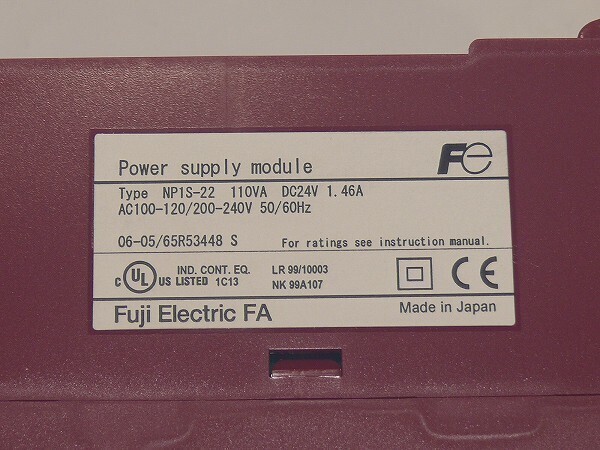 Power supply module
Fe
Type NP1S-22 110VA DC24V 1.46A
AC100-120/200-240V 50/60Hz
06-05/65R53448 S For ratings see instruction manual.
C UL US LISTED IND. CONT. EQ. 1C13 LR 99/10003 NK 99A107 CE
Fuji Electric FA Made in Japan